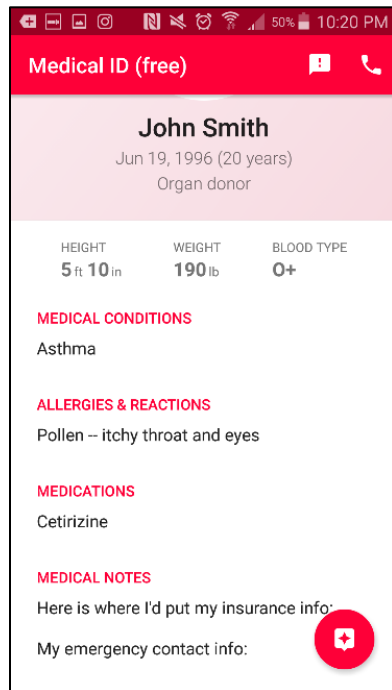 50% 10:20 PM
Medical ID (free)
John Smith
Jun 19, 1996 (20 years)
Organ donor
HEIGHT WEIGHT BLOOD TYPE
5 ft 10 in 190 lb O+
MEDICAL CONDITIONS
Asthma
ALLERGIES & REACTIONS
Pollen -- itchy throat and eyes
MEDICATIONS
Cetirizine
MEDICAL NOTES
Here is where I'd put my insurance info:
My emergency contact info: